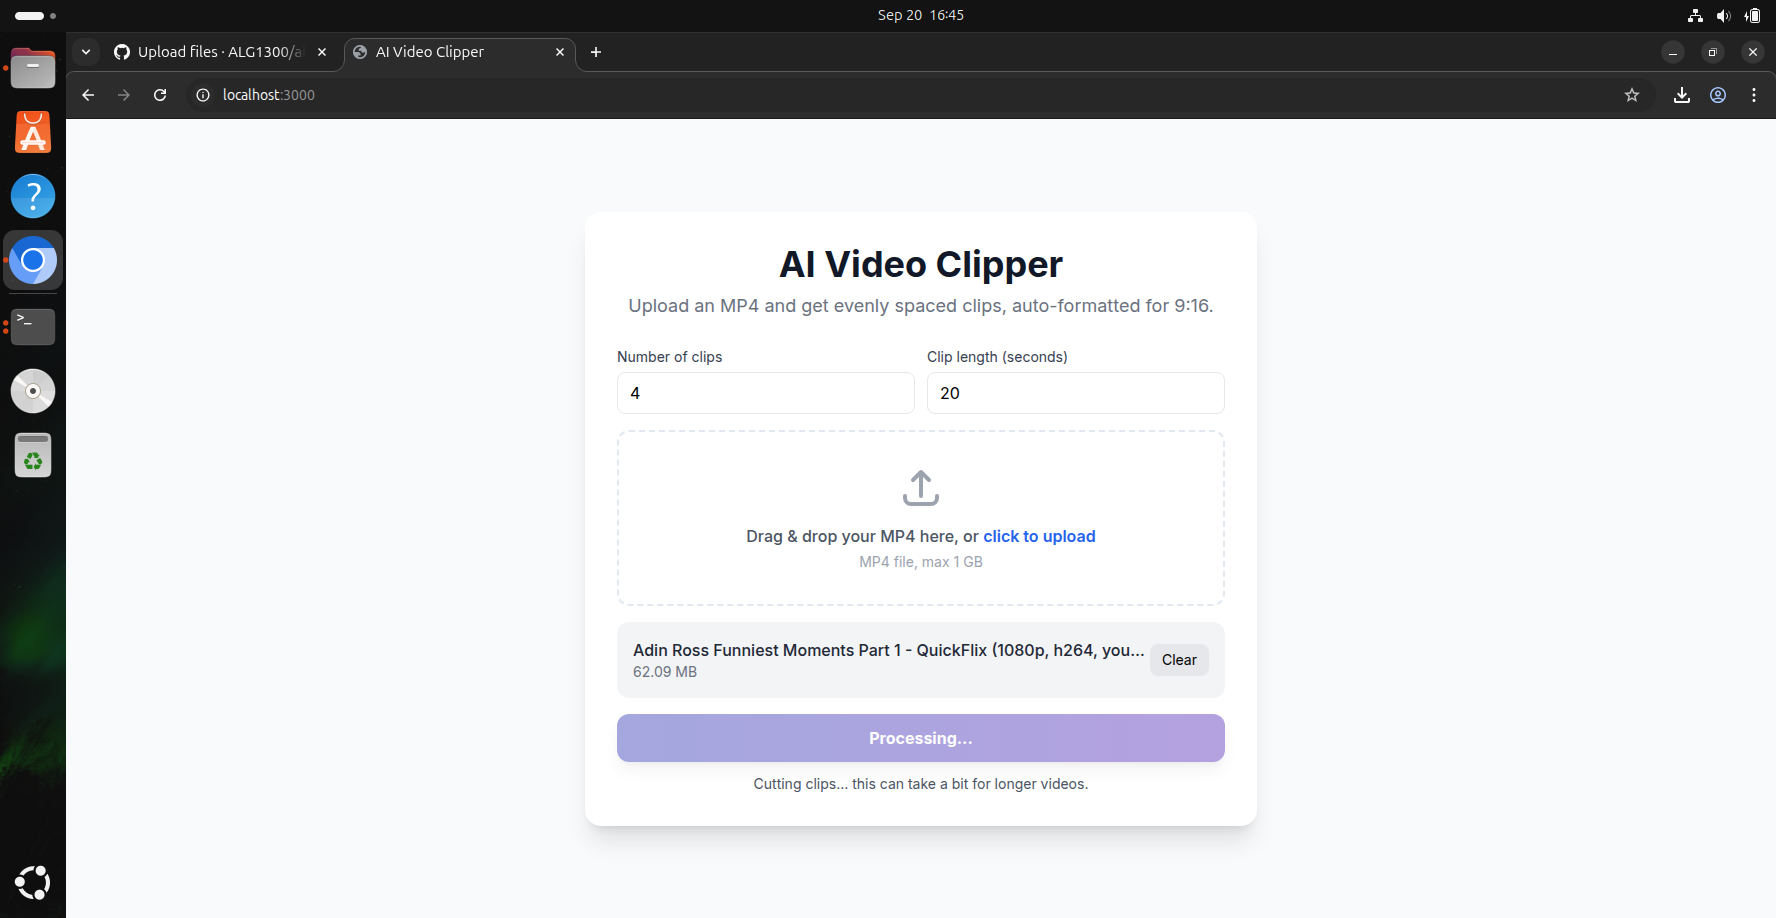 Sep 20 16:45
Upload files · ALG1300/a
AI Video Clipper
localhost:3000
AI Video Clipper
Upload an MP4 and get evenly spaced clips, auto-formatted for 9:16.
Number of clips
Clip length (seconds)
4
20
Drag & drop your MP4 here, or click to upload
MP4 file, max 1 GB
Adin Ross Funniest Moments Part 1 - QuickFlix (1080p, h264, you...
62.09 MB
Clear
Processing...
Cutting clips... this can take a bit for longer videos.